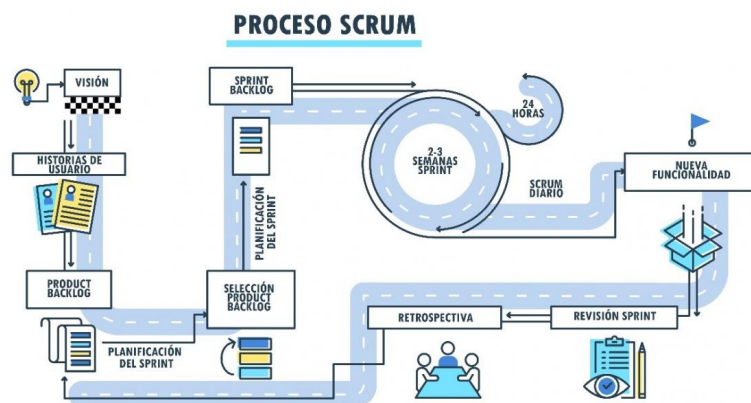 PROCESO SCRUM
VISIÓN
HISTORIAS DE
USUARIO
PRODUCT
BACKLOG
PLANIFICACIÓN
DEL SPRINT
SELECCIÓN
PRODUCT
BACKLOG
PLANIFICACIÓN
DEL SPRINT
SPRINT
BACKLOG
2-3
SEMANAS
SPRINT
24
HORAS
SCRUM
DIARIO
NUEVA
FUNCIONALIDAD
REVISIÓN SPRINT
RETROSPECTIVA